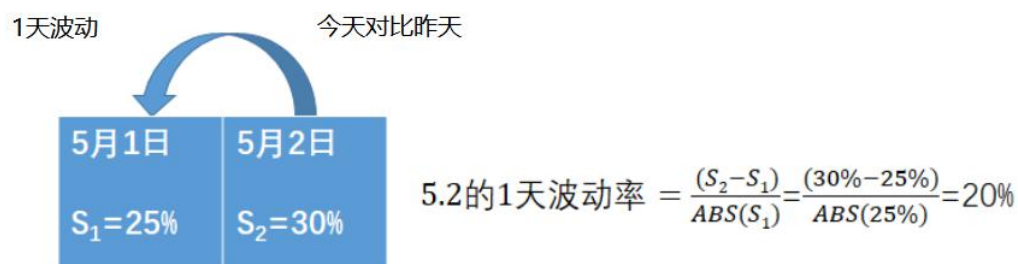 1天波动 今天对比昨天
5月1日 5月2日
S₁=25% S₂=30%
5.2的1天波动率 = (S₂−S₁)/ABS(S₁)=(30%−25%)/ABS(25%)=20%